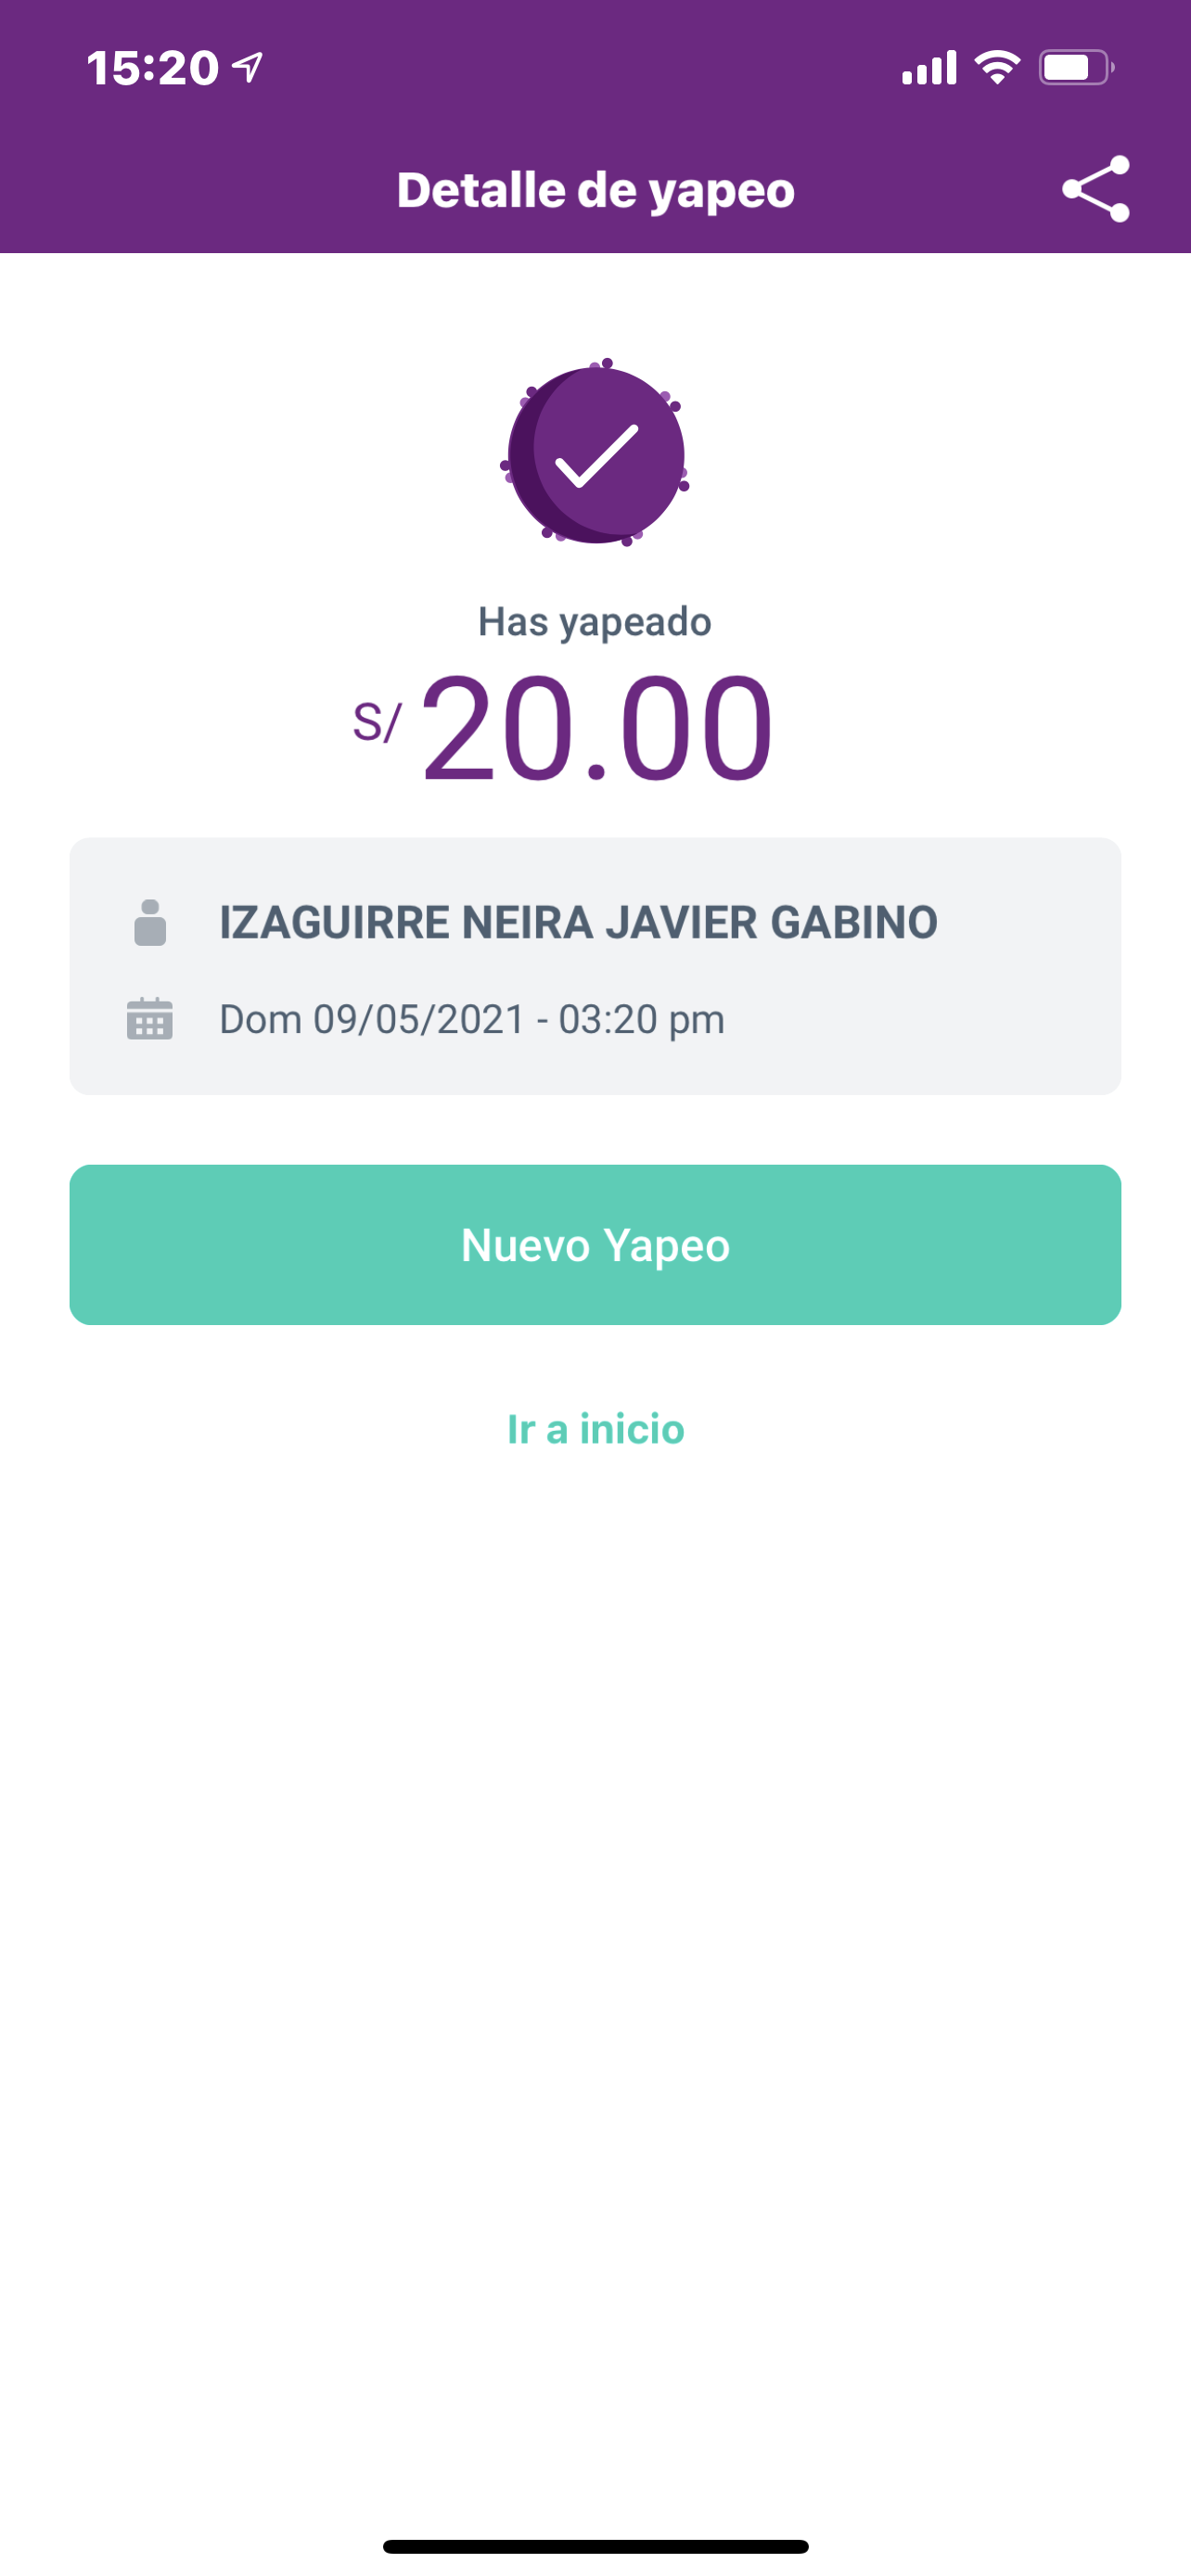 15:20
Detalle de yapeo
Has yapeado
S/ 20.00
IZAGUIRRE NEIRA JAVIER GABINO
Dom 09/05/2021 - 03:20 pm
Nuevo Yapeo
Ir a inicio